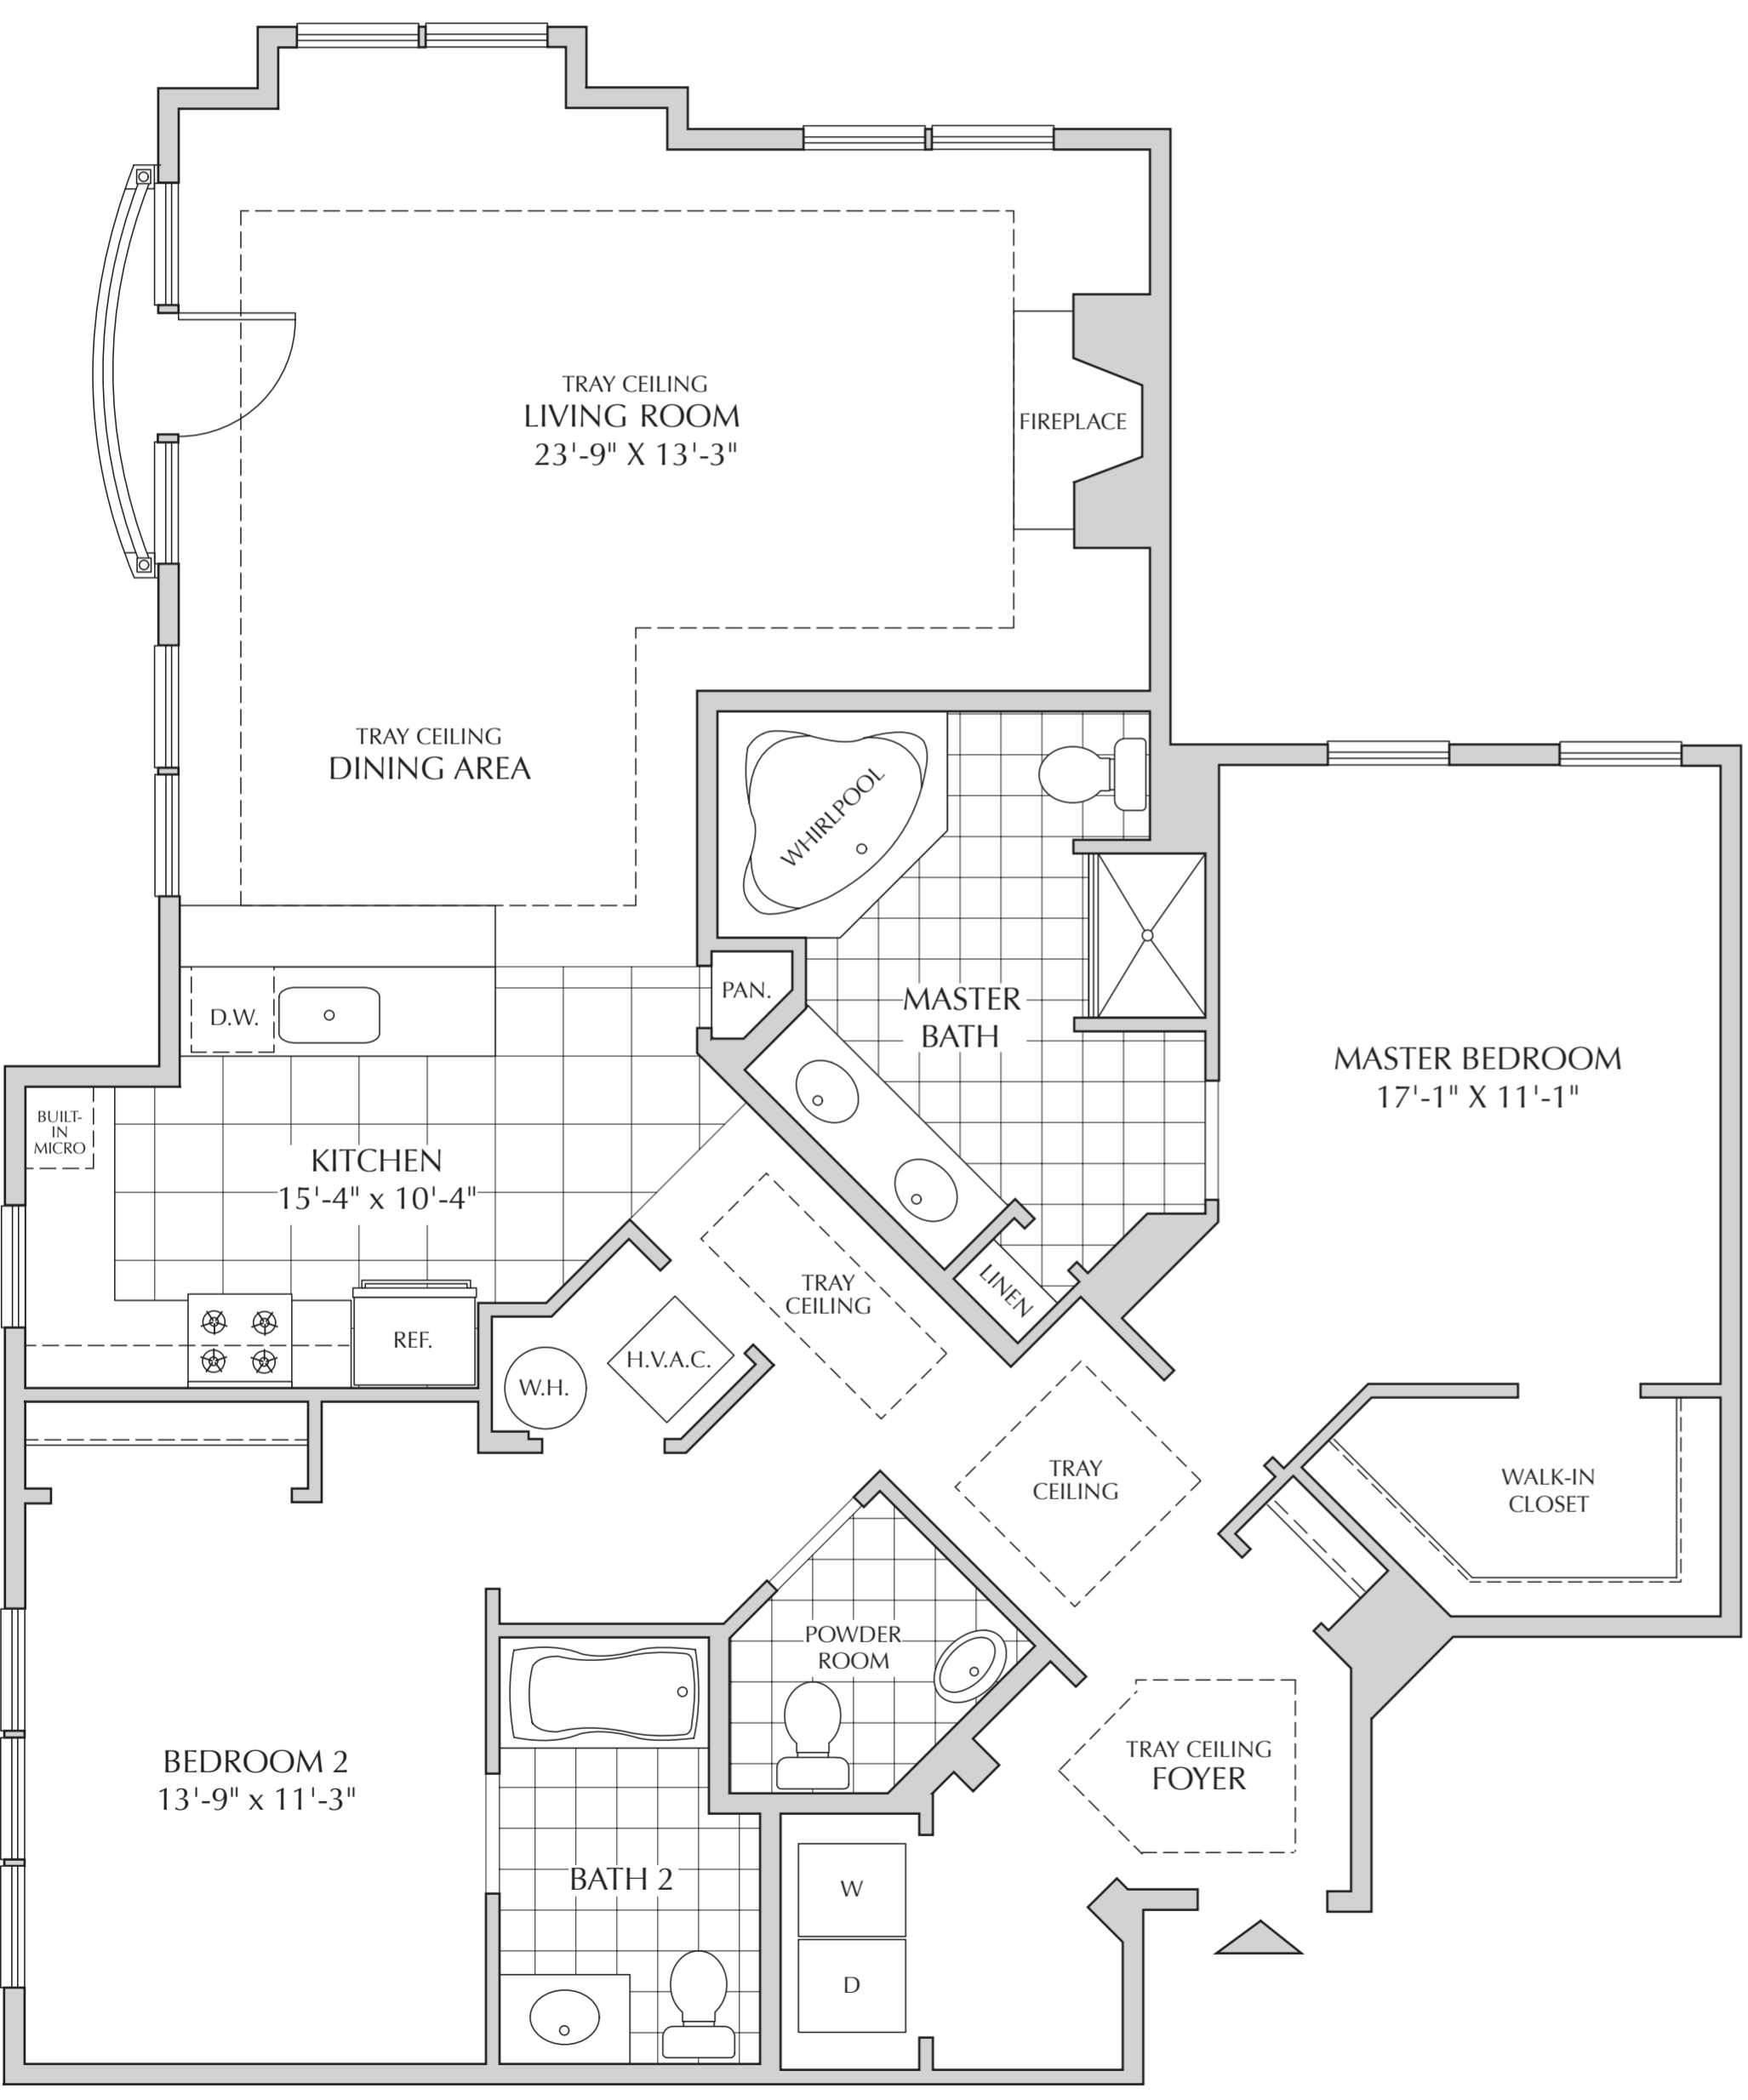 TRAY CEILING
LIVING ROOM
23'-9" X 13'-3"
FIREPLACE
TRAY CEILING
DINING AREA
WHIRLPOOL
PAN.
D.W.
MASTER
BATH
MASTER BEDROOM
17'-1" X 11'-1"
BUILT-
IN
MICRO
KITCHEN
15'-4" x 10'-4"
TRAY
CEILING
LINEN
REF.
H.V.A.C.
W.H.
TRAY
CEILING
WALK-IN
CLOSET
POWDER
ROOM
BEDROOM 2
13'-9" x 11'-3"
TRAY CEILING
FOYER
BATH 2
W
D